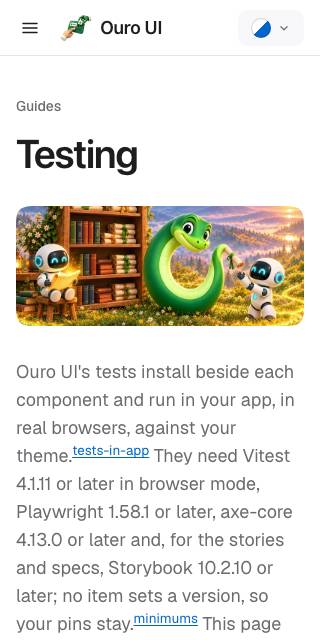 Ouro UI
Guides
Testing
Ouro UI's tests install beside each
component and run in your app, in
real browsers, against your
theme.tests-in-app They need Vitest
4.1.11 or later in browser mode,
Playwright 1.58.1 or later, axe-core
4.13.0 or later and, for the stories
and specs, Storybook 10.2.10 or
later; no item sets a version, so
your pins stay.minimums This page